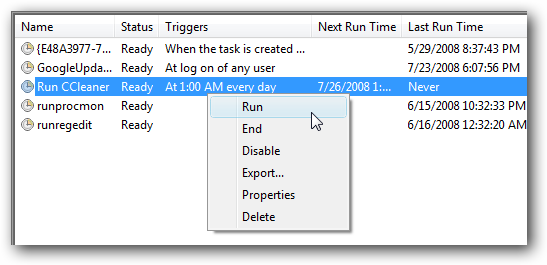 Name Status Triggers Next Run Time Last Run Time
{E48A3977-7... Ready When the task is created ... 5/29/2008 8:37:43 PM
GoogleUpda... Ready At log on of any user 7/23/2008 6:07:56 PM
Run CCleaner Ready At 1:00 AM every day 7/26/2008 1:... Never
runprocmon Ready 6/15/2008 10:32:33 PM
runregedit Ready 6/16/2008 12:32:20 AM
Run
End
Disable
Export...
Properties
Delete